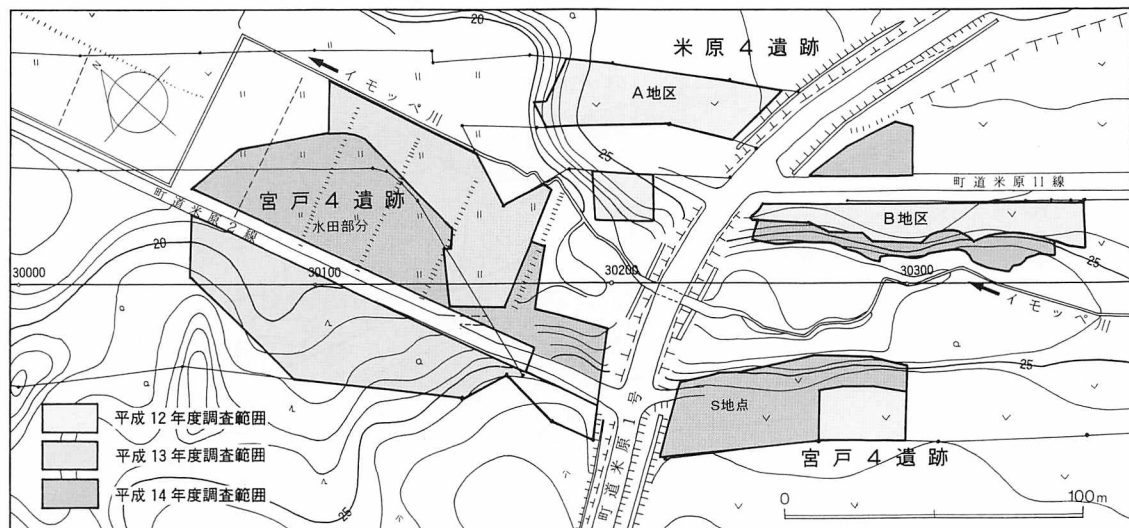 20
米原4遺跡
イモッペ川
A地区
N
25
町道米原11線
宮戸4遺跡
水田部分
町道米原2線
B地区
20
30000
30100
30200
30300
25
イモッペ川
25
S地点
平成12年度調査範囲
平成13年度調査範囲
平成14年度調査範囲
町道米原1号
宮戸4遺跡
25
0
100m